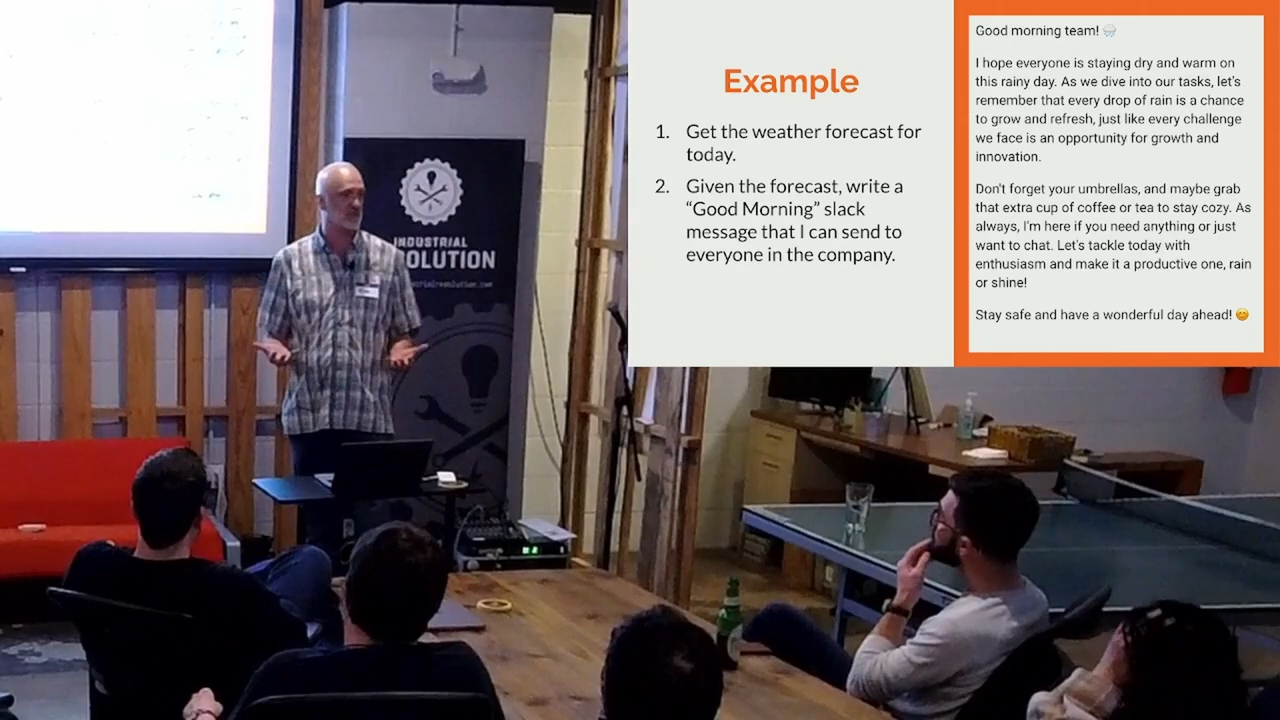 Example
1. Get the weather forecast for
today.
2. Given the forecast, write a
“Good Morning” slack
message that I can send to
everyone in the company.
Good morning team! 🌧️
I hope everyone is staying dry and warm on
this rainy day. As we dive into our tasks, let's
remember that every drop of rain is a chance
to grow and refresh, just like every challenge
we face is an opportunity for growth and
innovation.
Don't forget your umbrellas, and maybe grab
that extra cup of coffee or tea to stay cozy. As
always, I'm here if you need anything or just
want to chat. Let's tackle today with
enthusiasm and make it a productive one, rain
or shine!
Stay safe and have a wonderful day ahead! 😊
INDUSTRIAL
OLUTION